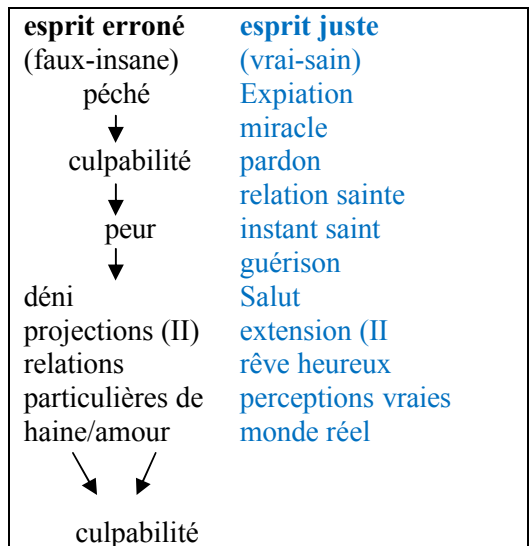 esprit erroné esprit juste
(faux-insane) (vrai-sain)
péché Expiation
miracle
culpabilité pardon
relation sainte
peur instant saint
guérison
déni Salut
projections (II) extension (II
relations rêve heureux
particulières de perceptions vraies
haine/amour monde réel
culpabilité